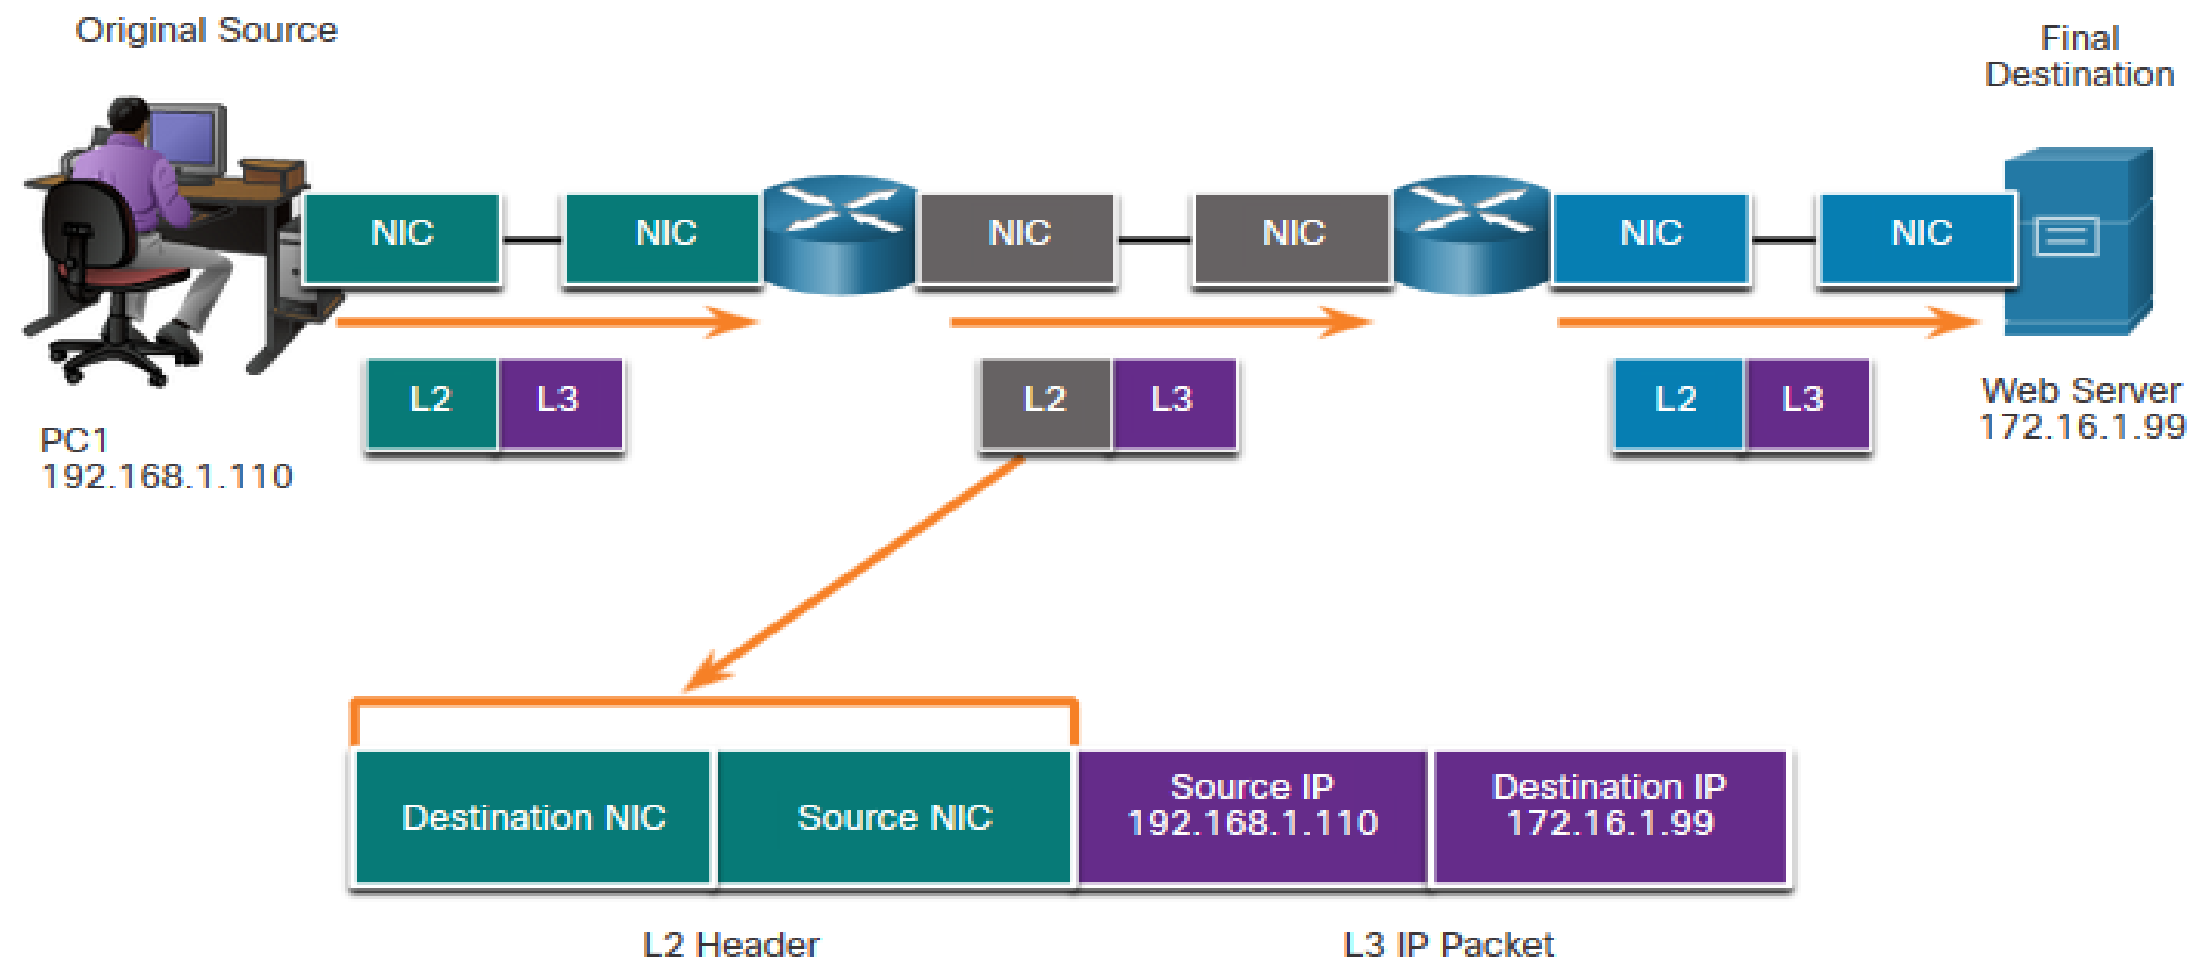 Original Source
Final
Destination
NIC
NIC
NIC
NIC
NIC
NIC
L2
L3
L2
L3
L2
L3
PC1
192.168.1.110
Web Server
172.16.1.99
Destination NIC
Source NIC
Source IP
192.168.1.110
Destination IP
172.16.1.99
L2 Header
L3 IP Packet